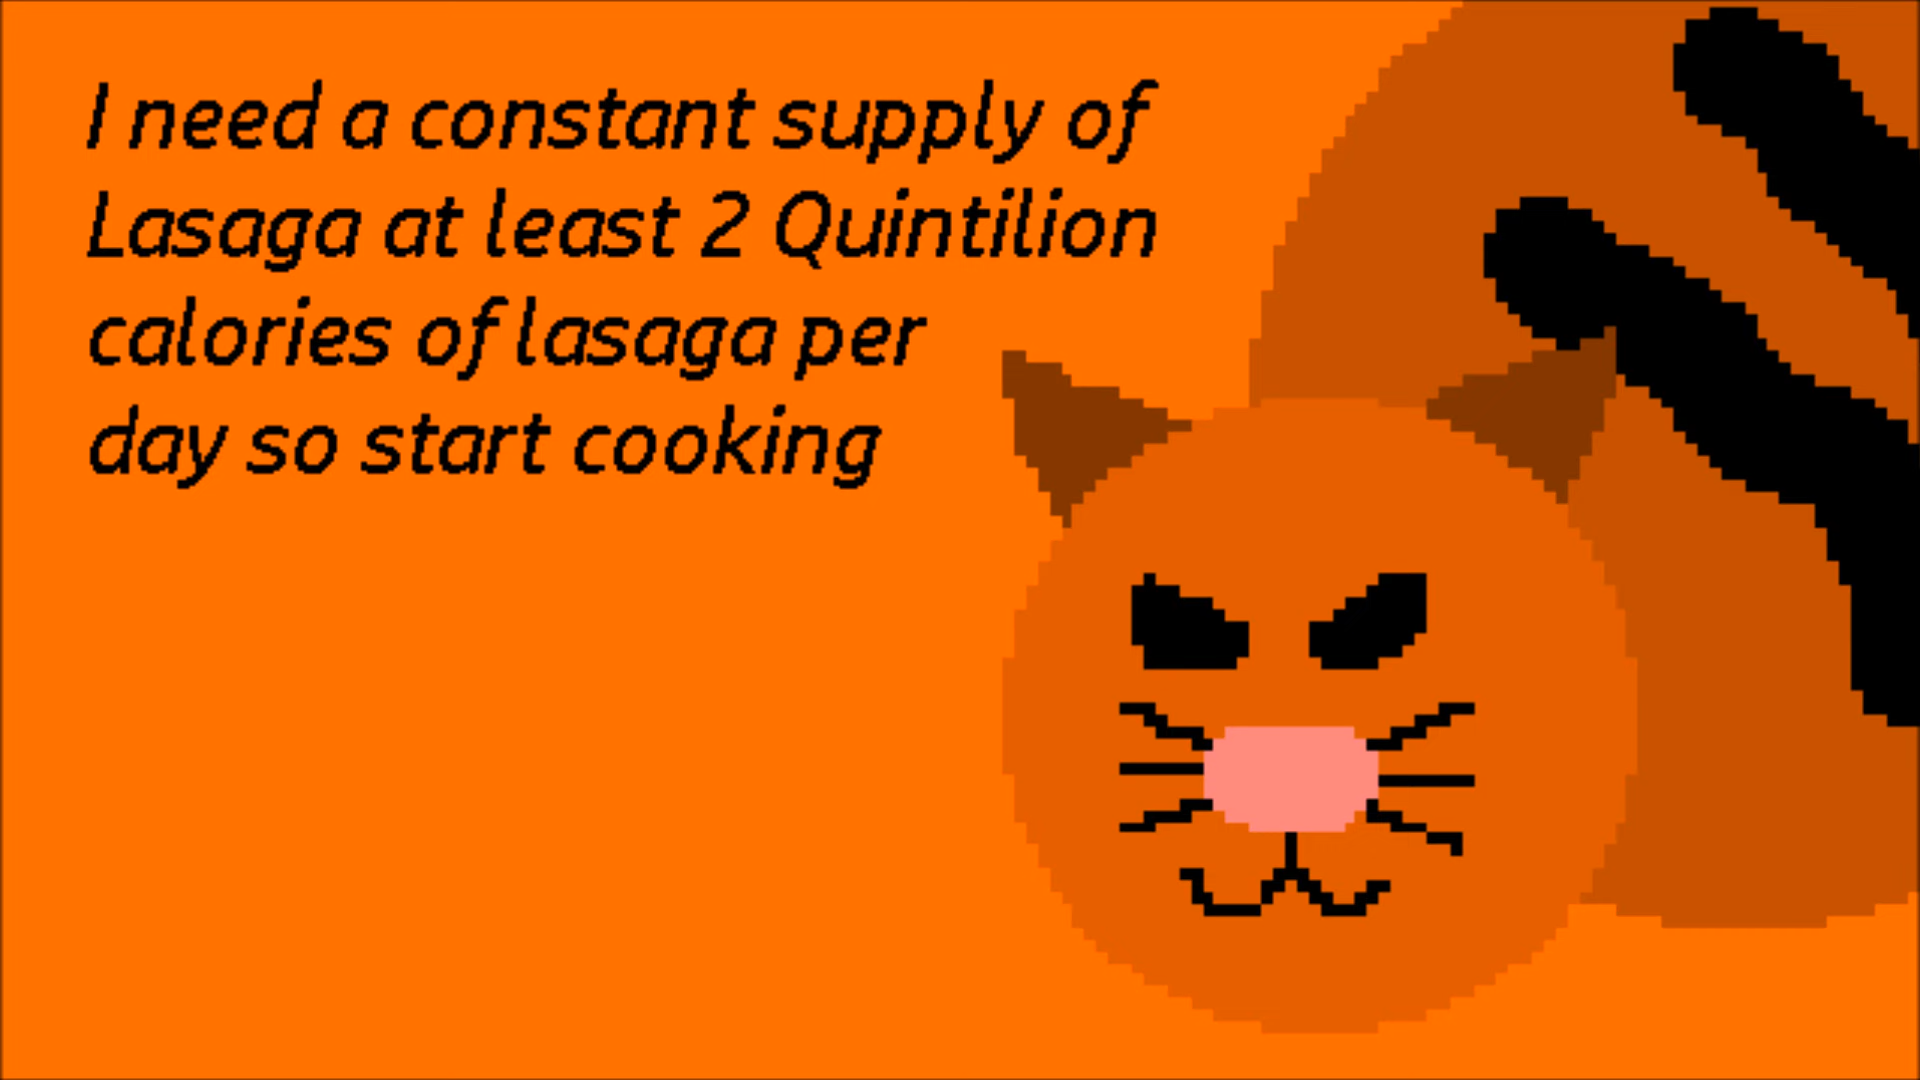 I need a constant supply of
Lasaga at least 2 Quintilion
calories of lasaga per
day so start cooking